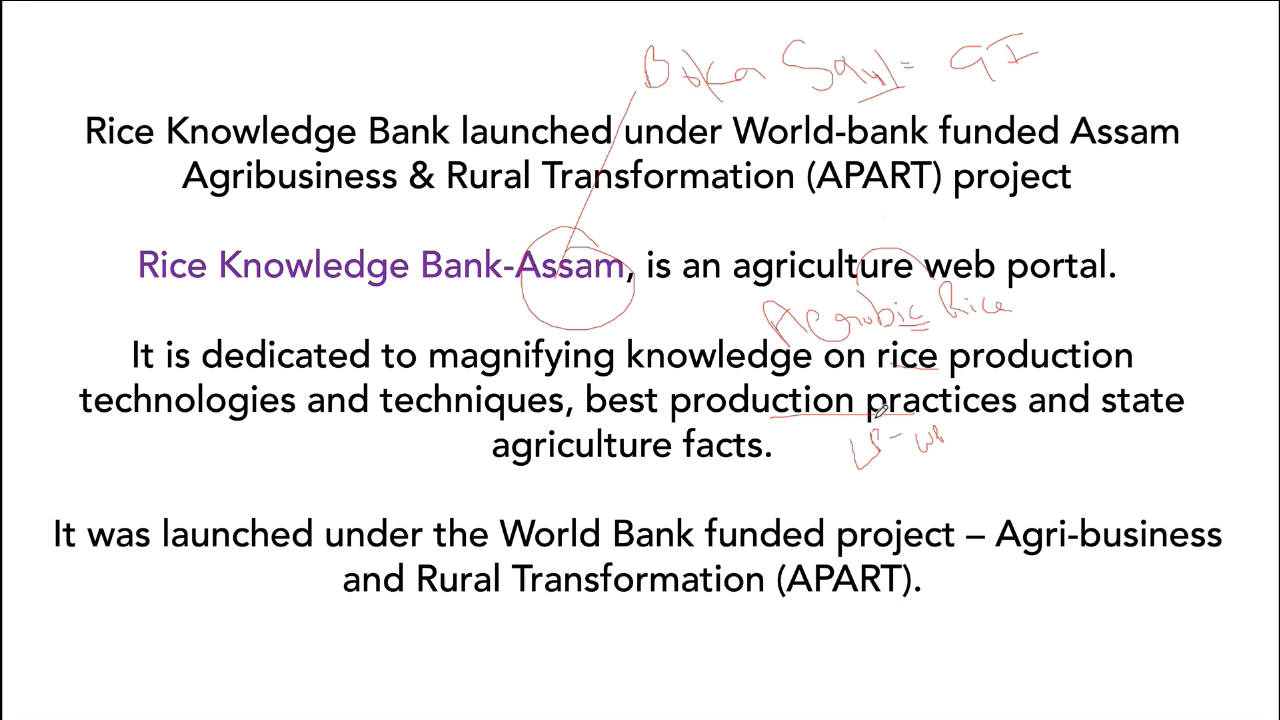 Boka Saul = GI
Rice Knowledge Bank launched under World-bank funded Assam
Agribusiness & Rural Transformation (APART) project
Rice Knowledge Bank-Assam, is an agriculture web portal.
Aerobic Rice
It is dedicated to magnifying knowledge on rice production
technologies and techniques, best production practices and state
agriculture facts.
It was launched under the World Bank funded project – Agri-business
and Rural Transformation (APART).